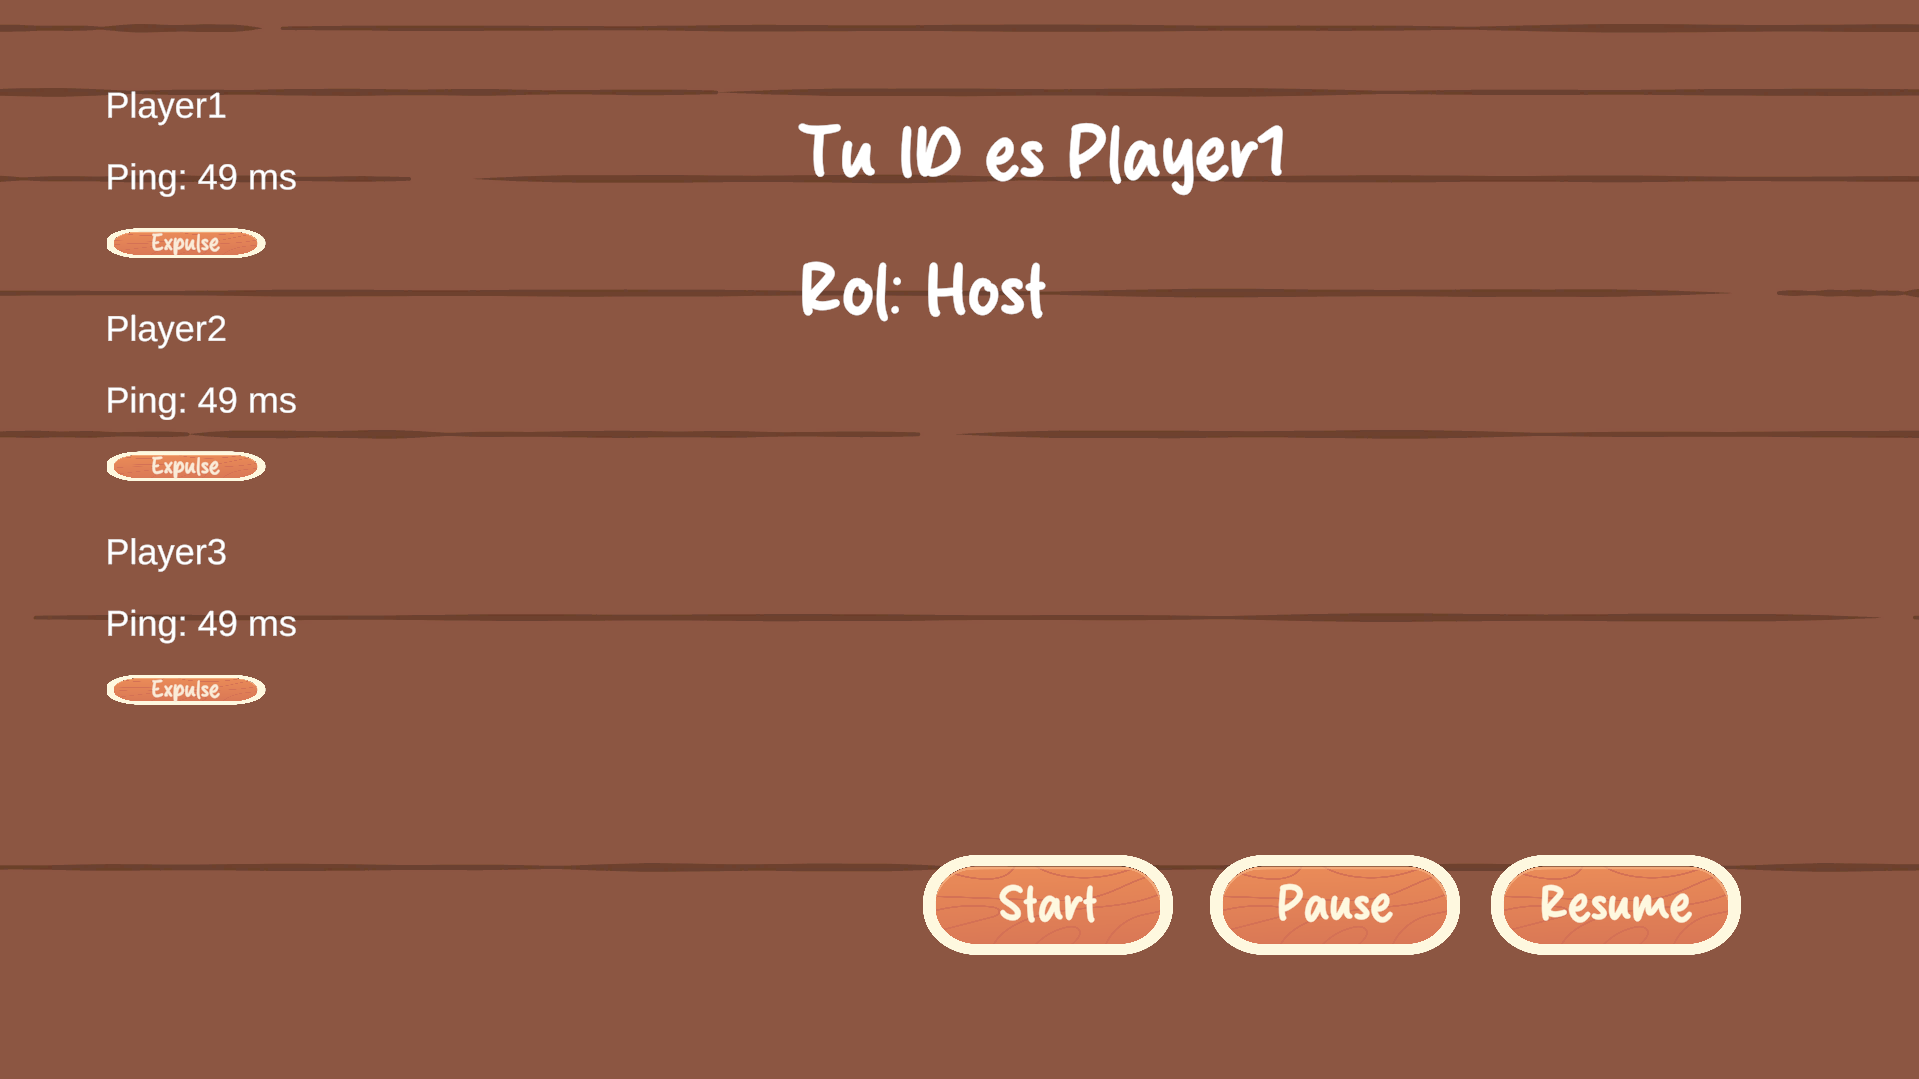 Player1
Ping: 49 ms
Expulse
Player2
Ping: 49 ms
Expulse
Player3
Ping: 49 ms
Expulse
Tu ID es Player1
Rol: Host
Start
Pause
Resume